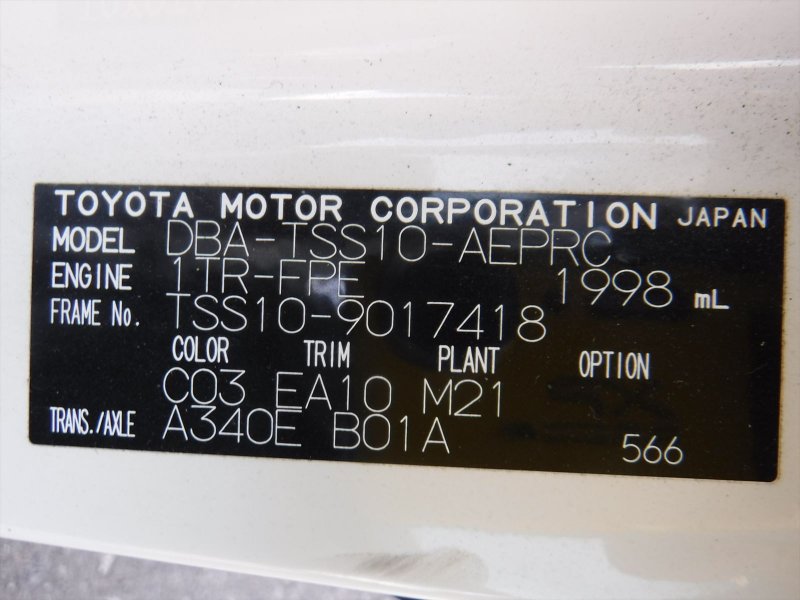 TOYOTA MOTOR CORPORATION JAPAN
MODEL DBA-TSS10-AEPRC
ENGINE 1TR-FPE 1998 mL
FRAME No. TSS10-9017418
COLOR TRIM PLANT OPTION
C03 EA10 M21
TRANS./AXLE A340E B01A 566